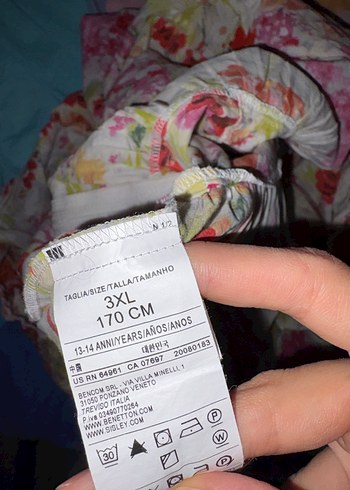 N 1/2
TAGLIA/SIZE/TALLA/TAMANHO
3XL
170 CM
13-14 ANNI/YEARS/AÑOS/ANOS
中国 대한민국
US RN 64961 CA 07697 20080183
BENCOM SRL - VIA VILLA MINELLI, 1
31050 PONZANO VENETO
TREVISO ITALIA
P.iva 03490770264
WWW.BENETTON.COM
WWW.SISLEY.COM
30
P
W